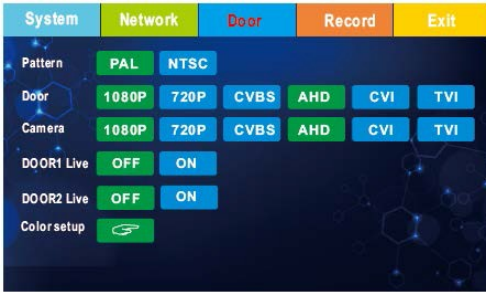 System Network Door Record Exit
Pattern PAL NTSC
Door 1080P 720P CVBS AHD CVI TVI
Camera 1080P 720P CVBS AHD CVI TVI
DOOR1 Live OFF ON
DOOR2 Live OFF ON
Color setup